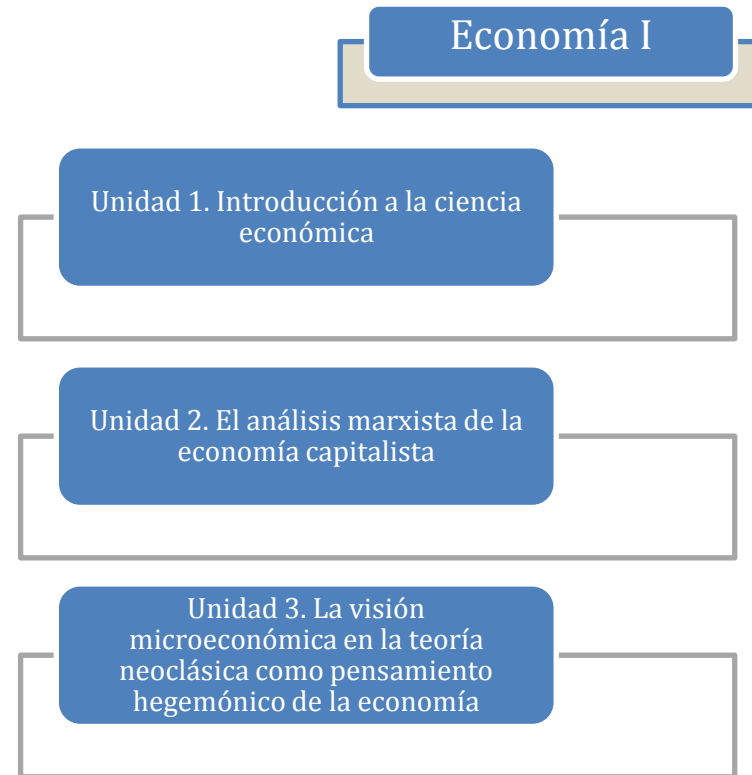 Economía I
Unidad 1. Introducción a la ciencia
económica
Unidad 2. El análisis marxista de la
economía capitalista
Unidad 3. La visión
microeconómica en la teoría
neoclásica como pensamiento
hegemónico de la economía